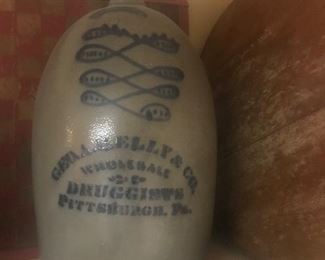 GEO. A. KELLY & CO.
WHOLESALE
DRUGGISTS
PITTSBURGH, PA.